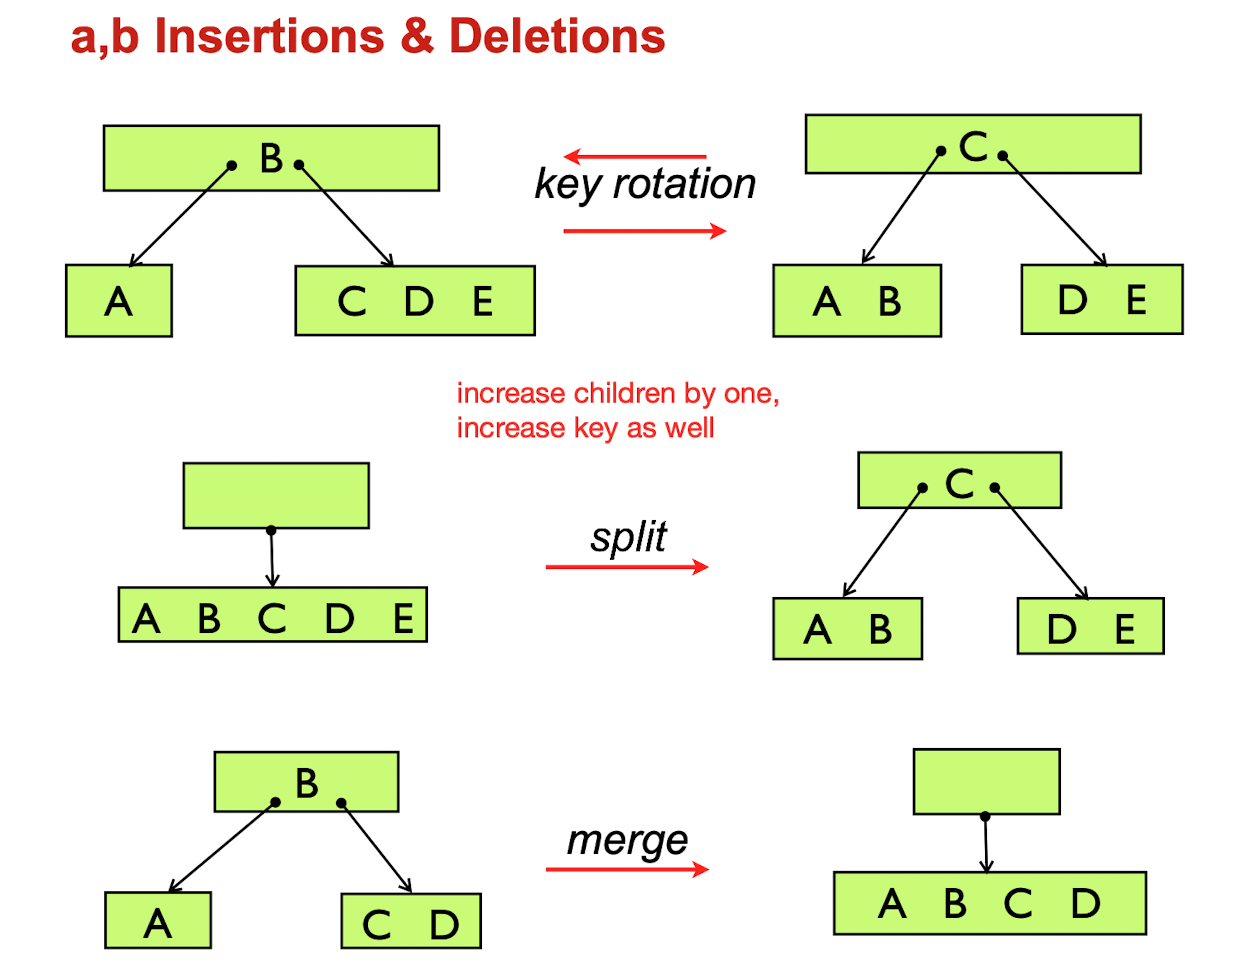 a,b Insertions & Deletions
B
C
key rotation
A
C D E
A B
D E
increase children by one,
increase key as well
C
split
A B C D E
A B
D E
B
merge
A
C D
A B C D